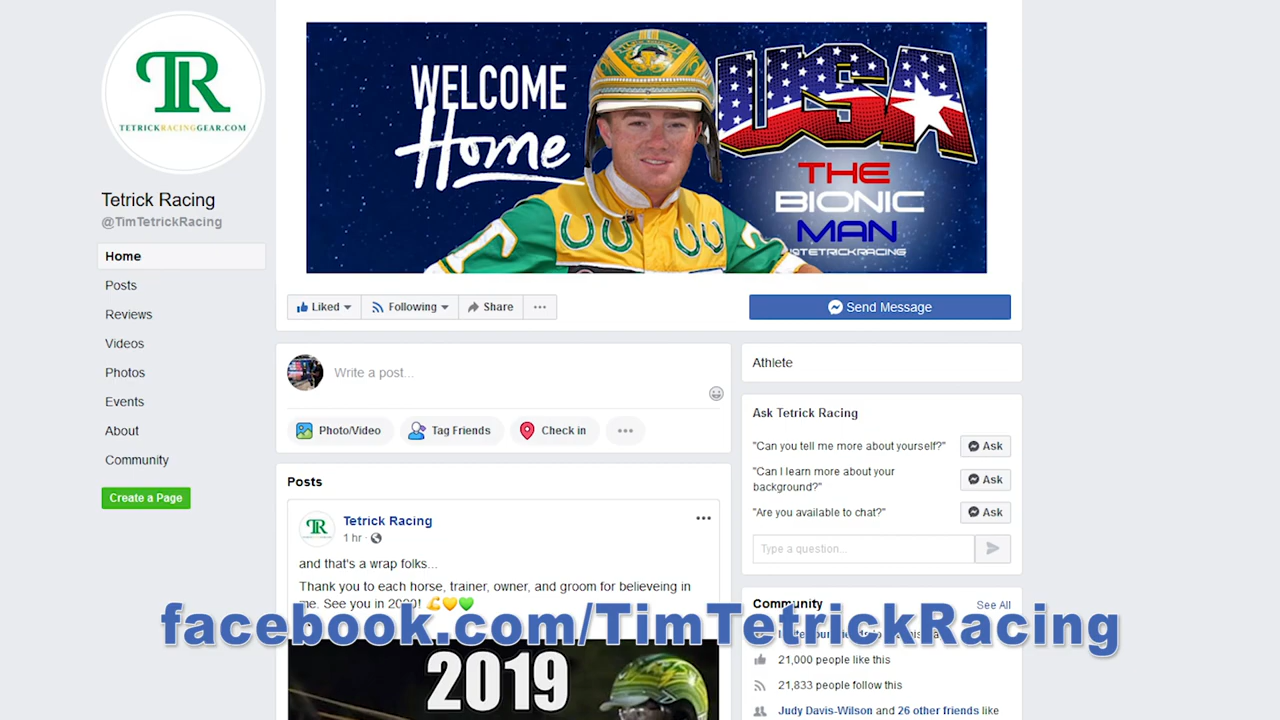 TR
TETRICKRACINGGEAR.COM
Tetrick Racing
@TimTetrickRacing
Home
Posts
Reviews
Videos
Photos
Events
About
Community
Create a Page
WELCOME
Home
USA
THE
BIONIC
MAN
@TETRICKRACING
Liked
Following
Share
Send Message
Write a post...
Photo/Video
Tag Friends
Check in
Posts
Tetrick Racing
1 hr
and that's a wrap folks...
Thank you to each horse, trainer, owner, and groom for believeing in
me. See you in 2020! 💪💛💚
2019
Athlete
Ask Tetrick Racing
"Can you tell me more about yourself?" Ask
"Can I learn more about your
background?" Ask
"Are you available to chat?" Ask
Type a question...
Community See All
facebook.com/TimTetrickRacing
21,000 people like this
21,833 people follow this
Judy Davis-Wilson and 26 other friends like